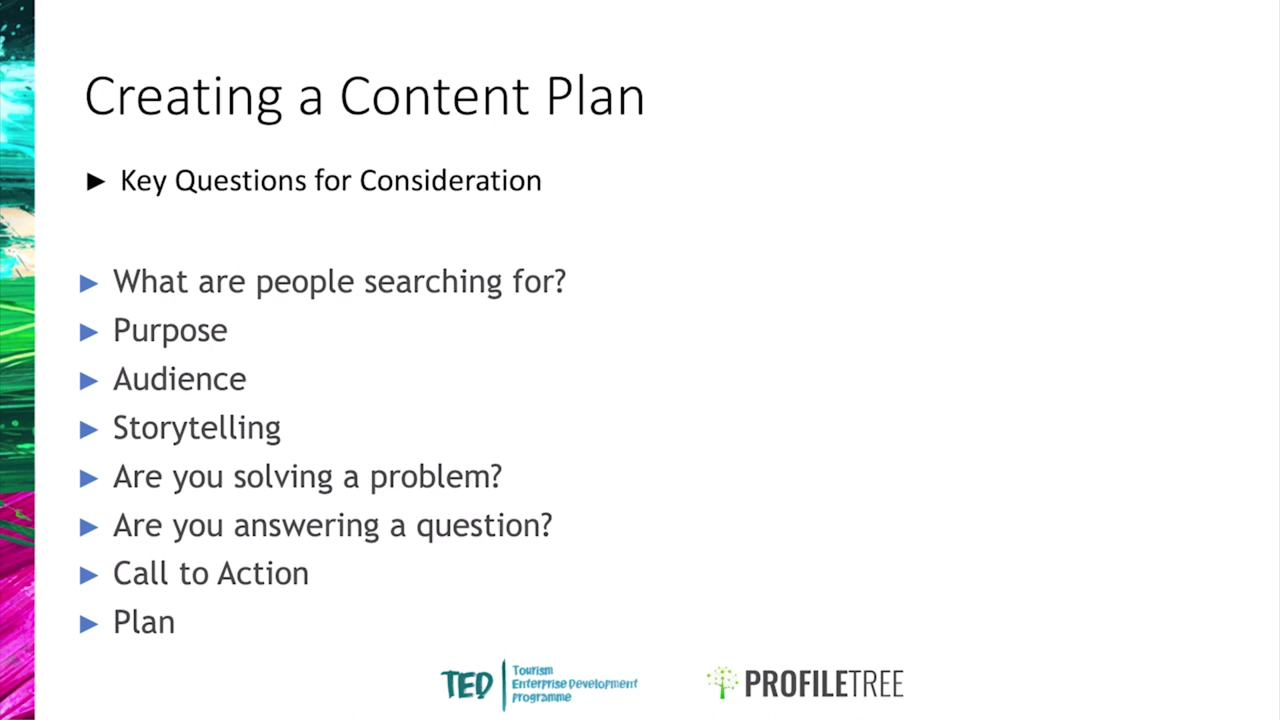 Creating a Content Plan
► Key Questions for Consideration
► What are people searching for?
► Purpose
► Audience
► Storytelling
► Are you solving a problem?
► Are you answering a question?
► Call to Action
► Plan
TED
Tourism
Enterprise Development
Programme
PROFILETREE